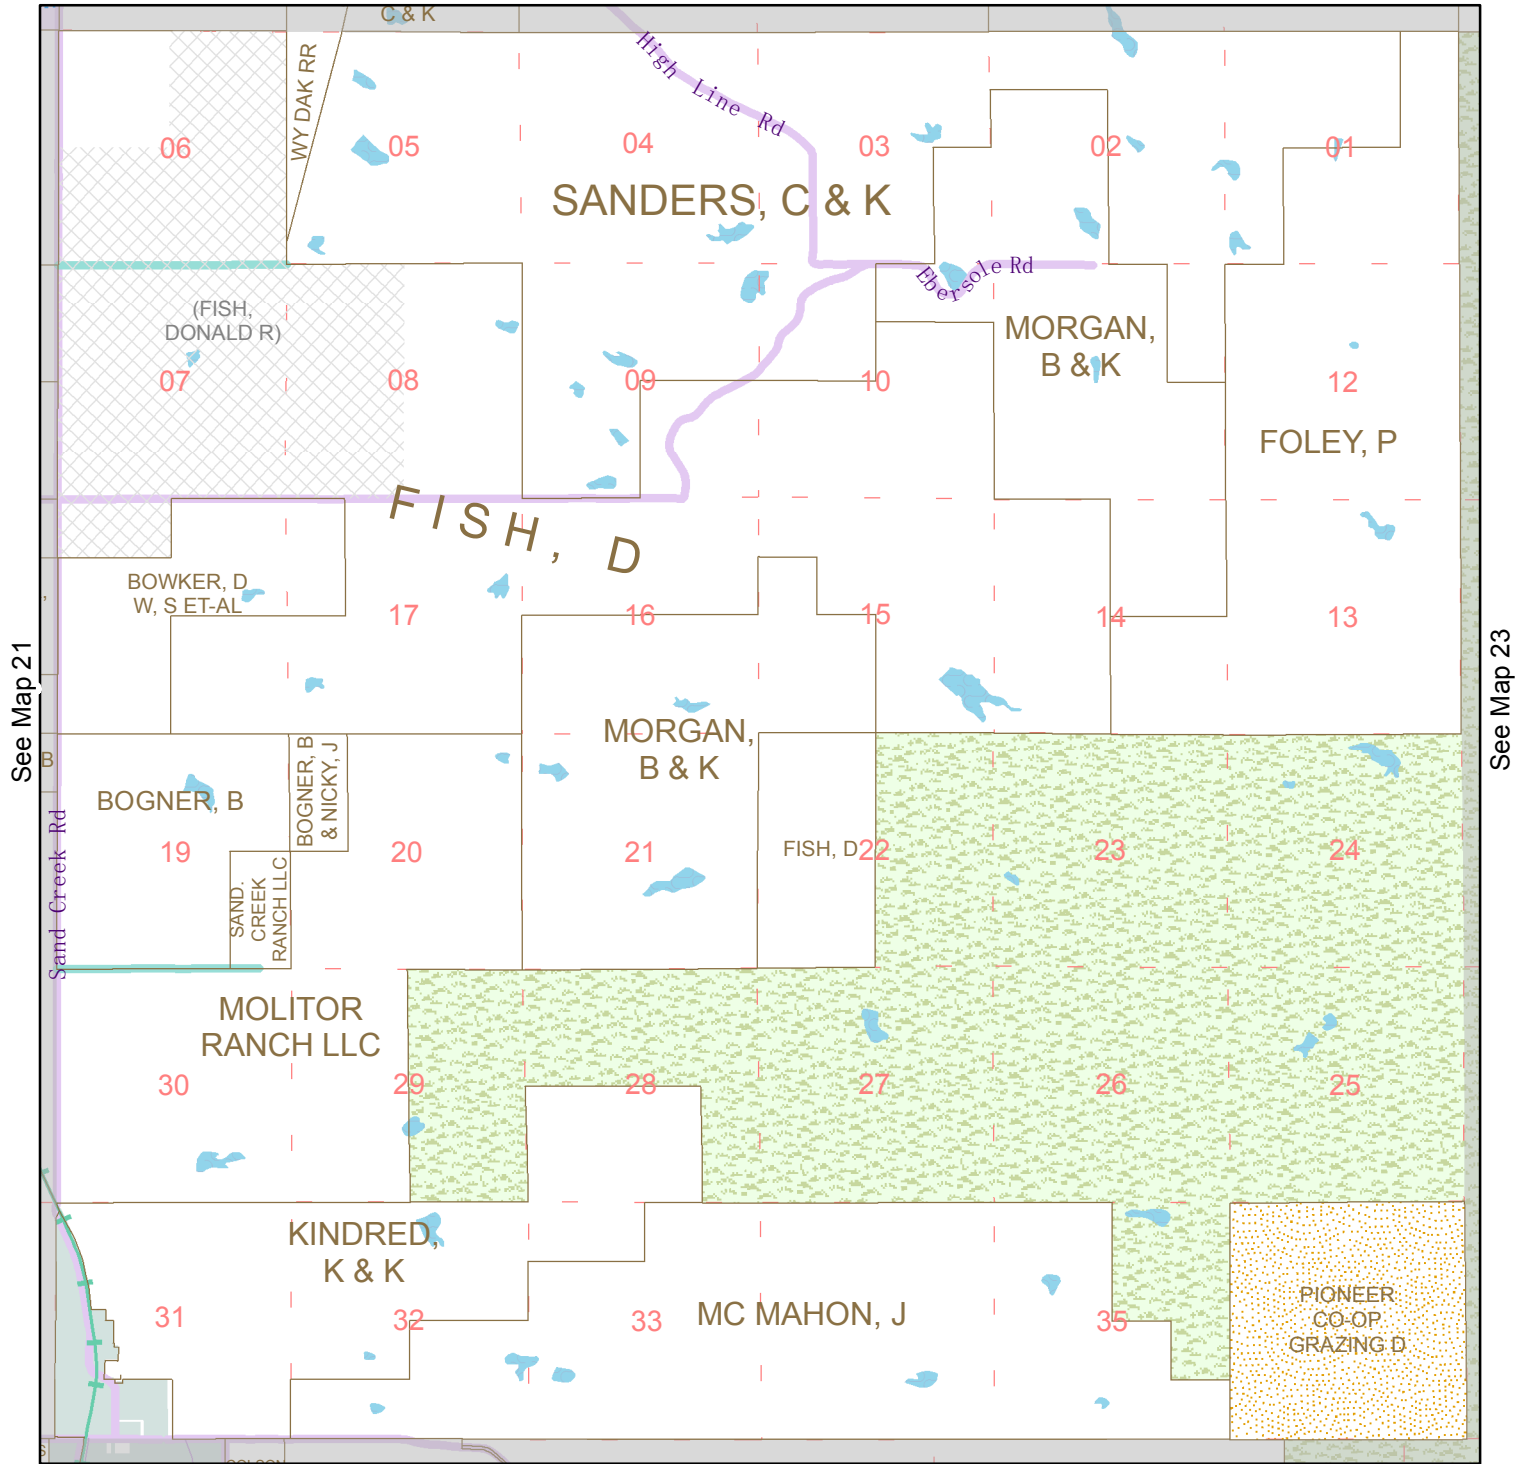 C & K
WY DAK RR
High Line Rd
06
05
04
03
02
01
SANDERS, C & K
Ebersole Rd
(FISH,
DONALD R)
MORGAN,
B & K
07
08
09
10
12
FOLEY, P
FISH, D
BOWKER, D
W, S ET-AL
,
17
16
15
14
13
See Map 21
See Map 23
MORGAN,
B & K
B
BOGNER, B
BOGNER, B
& NICKY, J
19
20
21
FISH, D
22
23
24
SAND.
CREEK
RANCH LLC
Sand Creek Rd
MOLITOR
RANCH LLC
30
29
28
27
26
25
KINDRED,
K & K
31
32
33
MC MAHON, J
35
PIONEER
CO-OP
GRAZING D
S